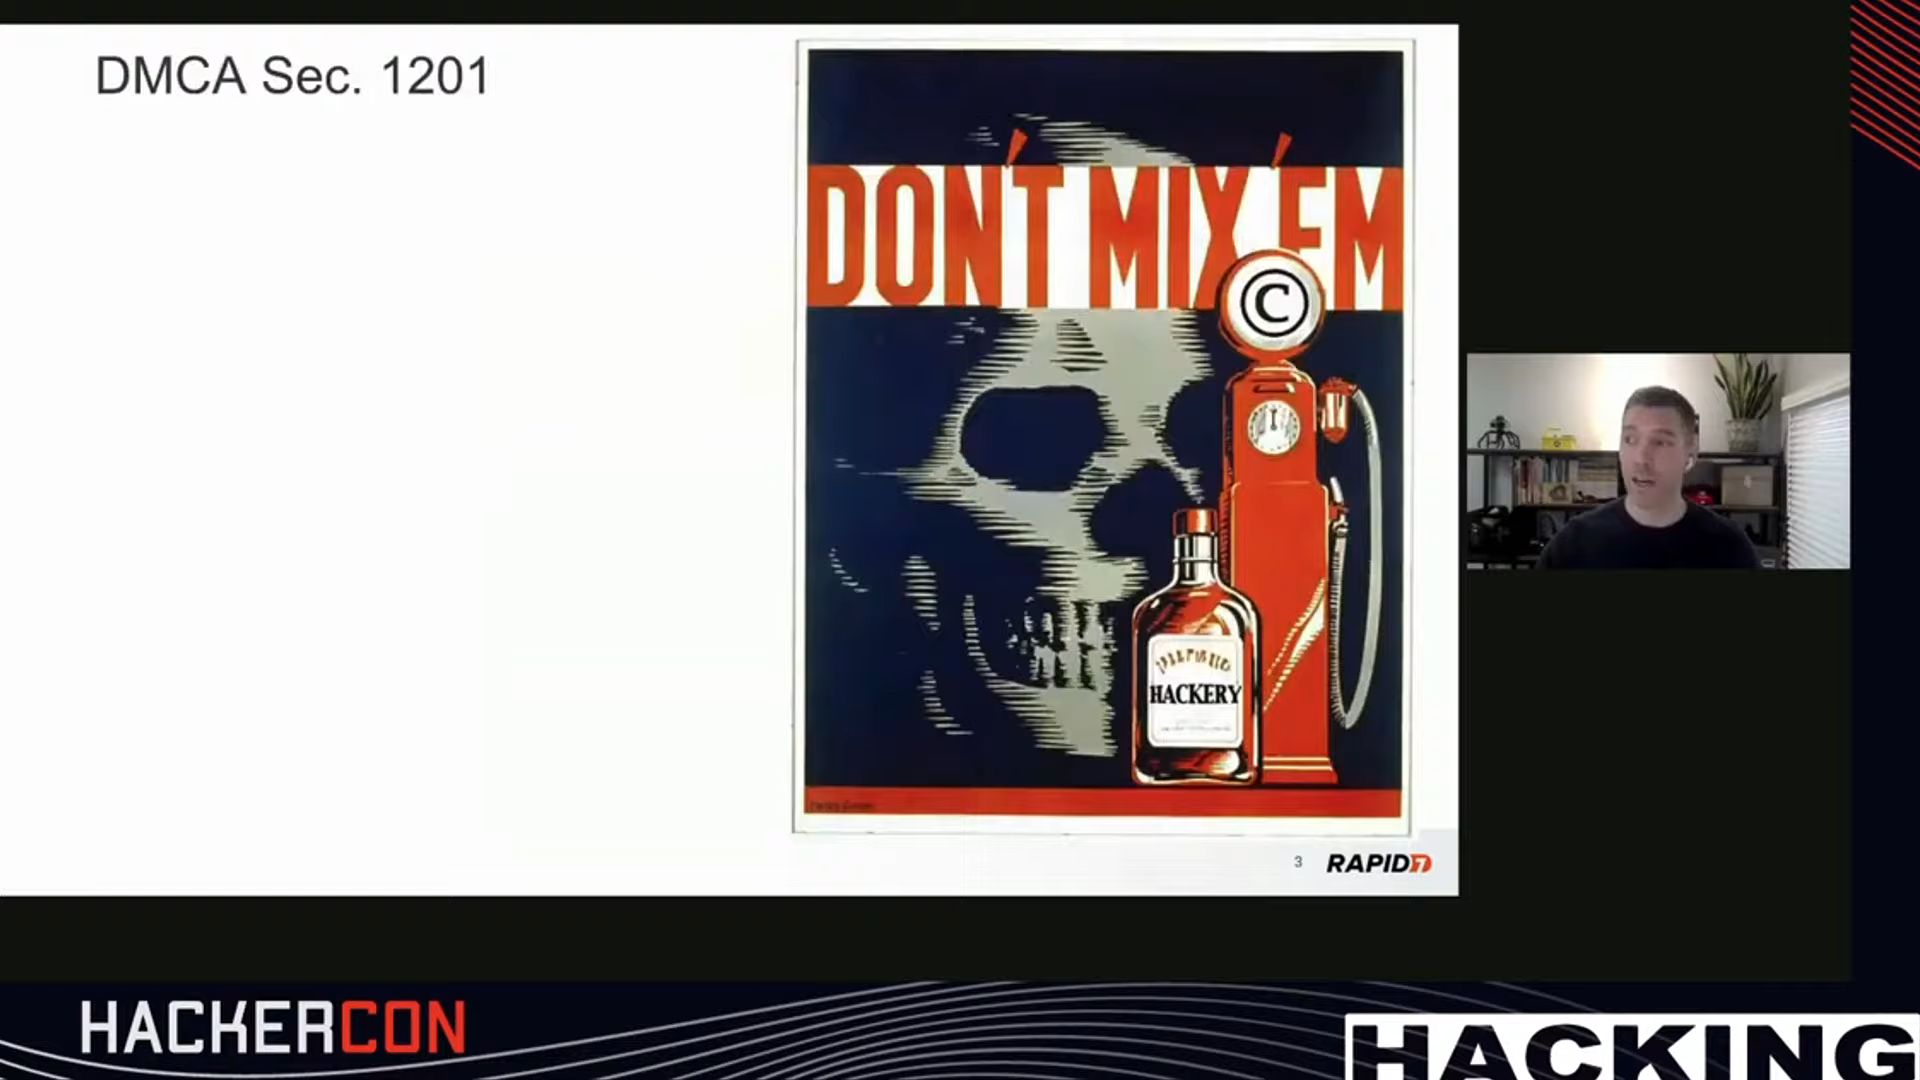 DMCA Sec. 1201
DON'T MIX 'EM
©
HACKERY
3 RAPID7
HACKERCON
HACKING